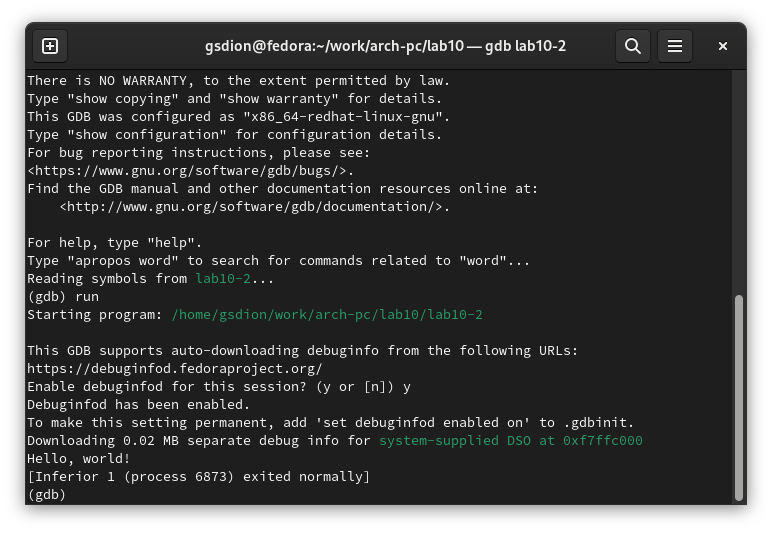 gsdion@fedora:~/work/arch-pc/lab10 — gdb lab10-2
There is NO WARRANTY, to the extent permitted by law.
Type "show copying" and "show warranty" for details.
This GDB was configured as "x86_64-redhat-linux-gnu".
Type "show configuration" for configuration details.
For bug reporting instructions, please see:
<https://www.gnu.org/software/gdb/bugs/>.
Find the GDB manual and other documentation resources online at:
    <http://www.gnu.org/software/gdb/documentation/>.

For help, type "help".
Type "apropos word" to search for commands related to "word"...
Reading symbols from lab10-2...
(gdb) run
Starting program: /home/gsdion/work/arch-pc/lab10/lab10-2

This GDB supports auto-downloading debuginfo from the following URLs:
https://debuginfod.fedoraproject.org/
Enable debuginfod for this session? (y or [n]) y
Debuginfod has been enabled.
To make this setting permanent, add 'set debuginfod enabled on' to .gdbinit.
Downloading 0.02 MB separate debug info for system-supplied DSO at 0xf7ffc000
Hello, world!
[Inferior 1 (process 6873) exited normally]
(gdb)